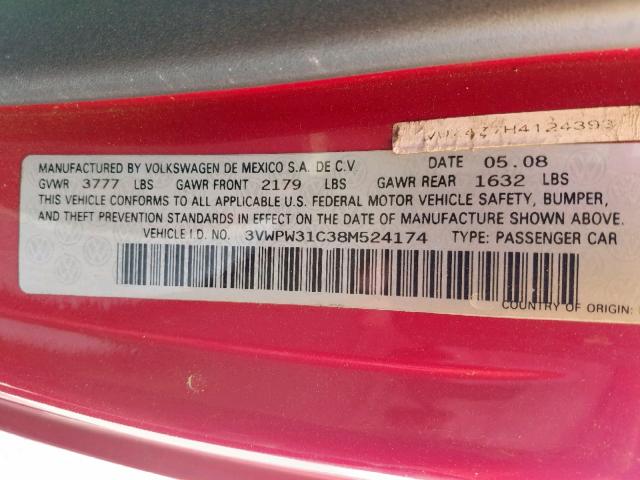 MANUFACTURED BY VOLKSWAGEN DE MEXICO S.A. DE C.V. DATE 05.08
GVWR 3777 LBS GAWR FRONT 2179 LBS GAWR REAR 1632 LBS
THIS VEHICLE CONFORMS TO ALL APPLICABLE U.S. FEDERAL MOTOR VEHICLE SAFETY, BUMPER,
AND THEFT PREVENTION STANDARDS IN EFFECT ON THE DATE OF MANUFACTURE SHOWN ABOVE.
VEHICLE I.D. NO. 3VWPW31C38M524174 TYPE: PASSENGER CAR
COUNTRY OF ORIGIN: